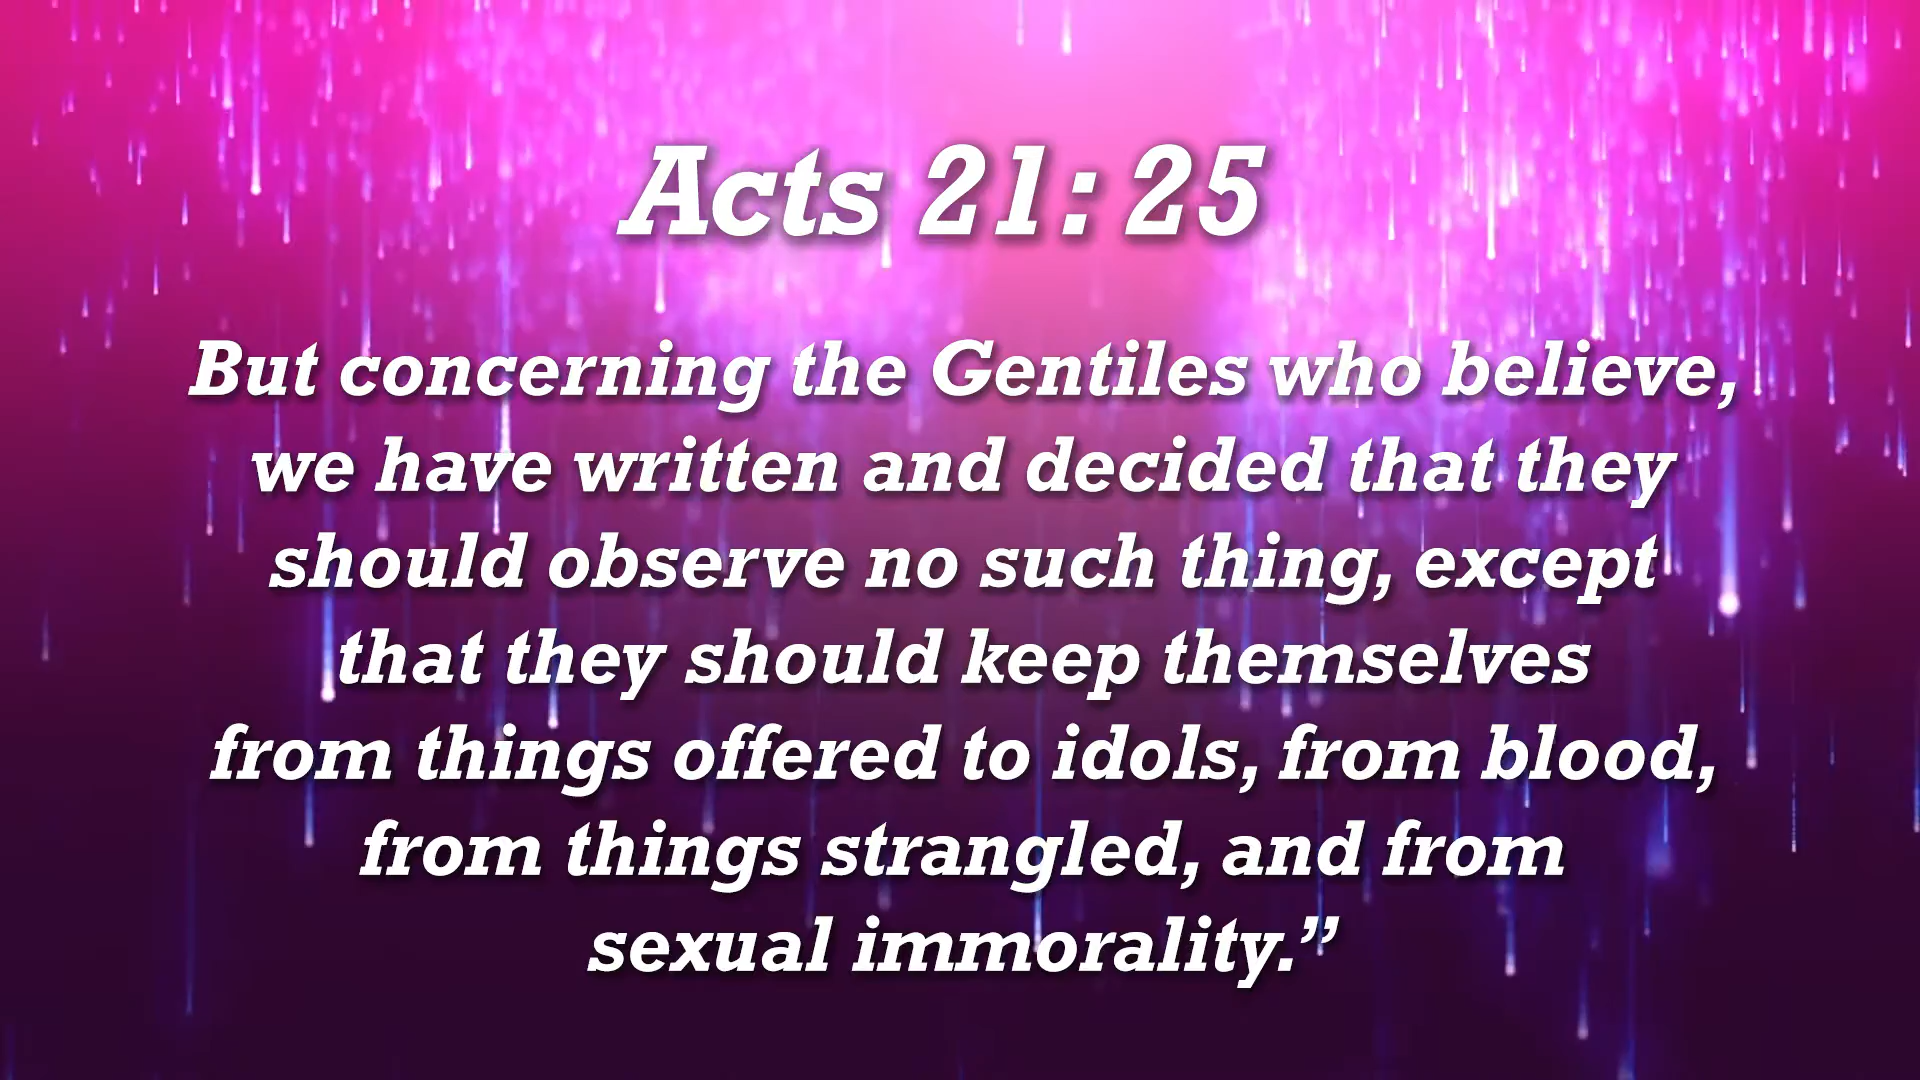 Acts 21: 25
But concerning the Gentiles who believe,
we have written and decided that they
should observe no such thing, except
that they should keep themselves
from things offered to idols, from blood,
from things strangled, and from
sexual immorality.”